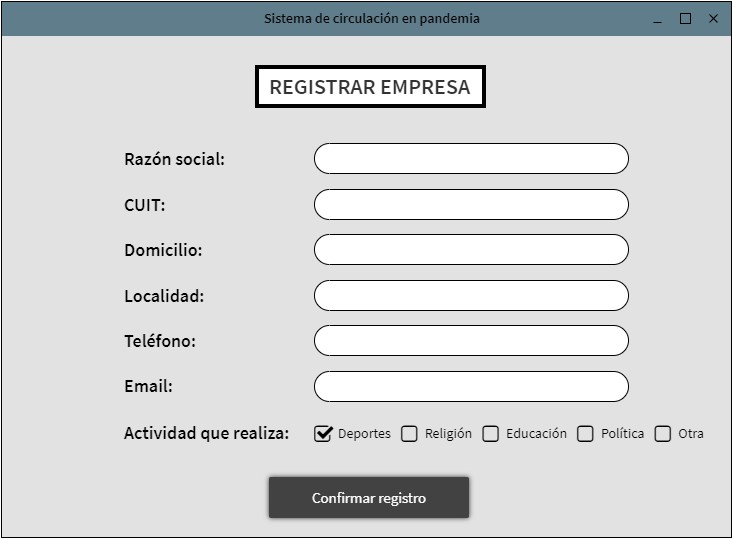 Sistema de circulación en pandemia
REGISTRAR EMPRESA
Razón social:
CUIT:
Domicilio:
Localidad:
Teléfono:
Email:
Actividad que realiza: Deportes Religión Educación Política Otra
Confirmar registro